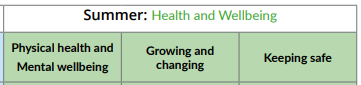 Summer: Health and Wellbeing
Physical health and
Mental wellbeing
Growing and
changing
Keeping safe